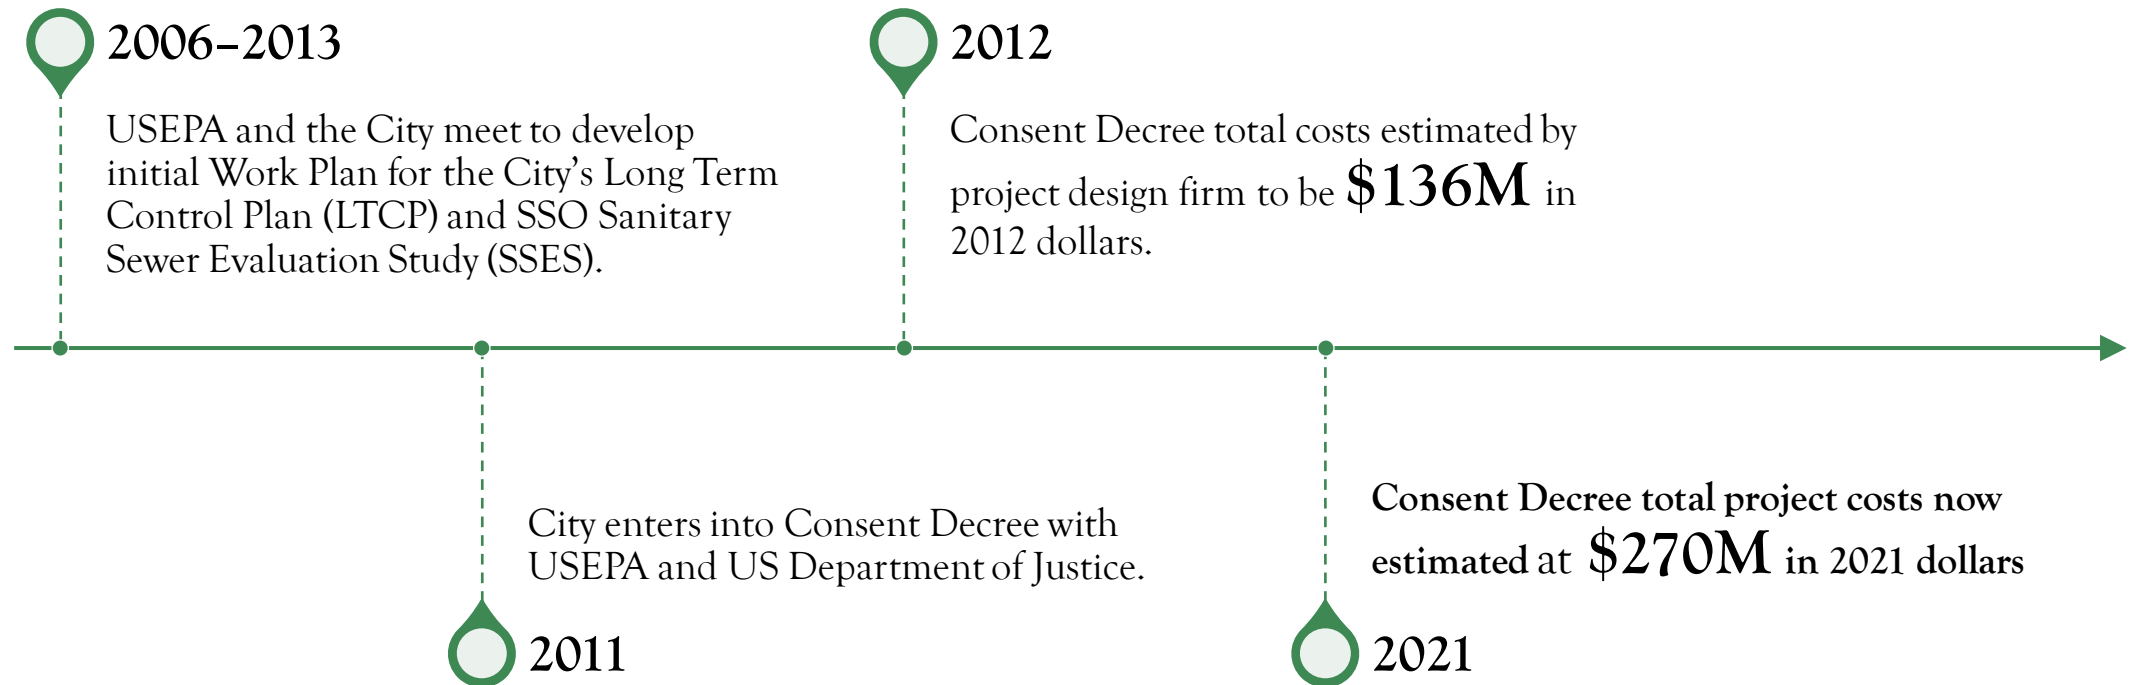 2006–2013
USEPA and the City meet to develop
initial Work Plan for the City’s Long Term
Control Plan (LTCP) and SSO Sanitary
Sewer Evaluation Study (SSES).
2012
Consent Decree total costs estimated by
project design firm to be $136M in
2012 dollars.
City enters into Consent Decree with
USEPA and US Department of Justice.
2011
Consent Decree total project costs now
estimated at $270M in 2021 dollars
2021